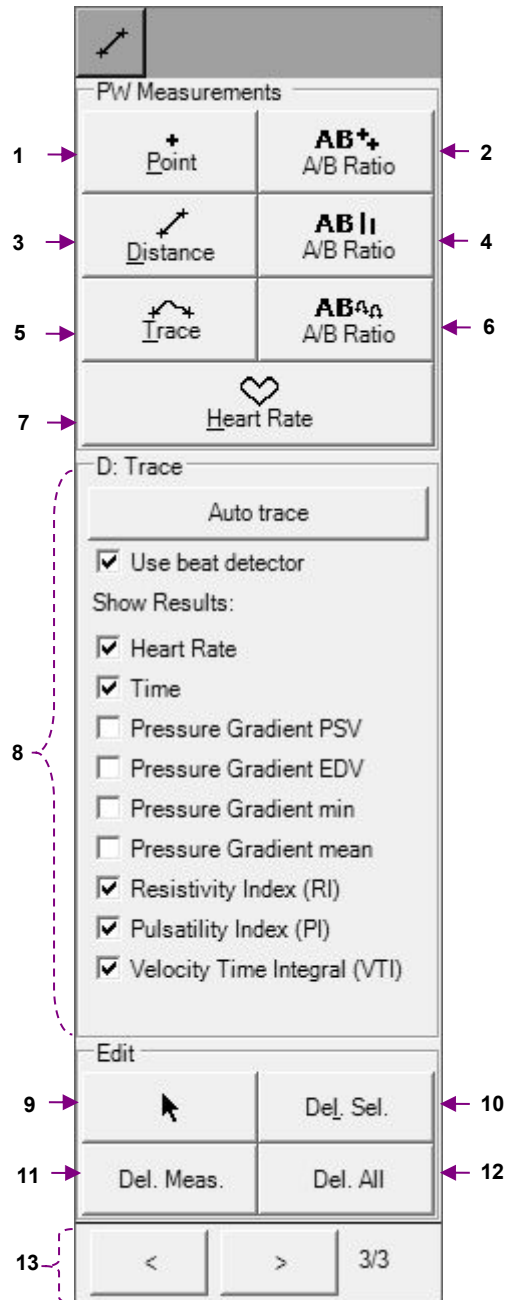 PW Measurements
1 Point AB A/B Ratio 2
3 Distance AB A/B Ratio 4
5 Trace AB A/B Ratio 6
7 Heart Rate
D: Trace
Auto trace
Use beat detector
Show Results:
Heart Rate
Time
Pressure Gradient PSV
8 Pressure Gradient EDV
Pressure Gradient min
Pressure Gradient mean
Resistivity Index (RI)
Pulsatility Index (PI)
Velocity Time Integral (VTI)
Edit
9 Del. Sel. 10
11 Del. Meas. Del. All 12
13 < > 3/3